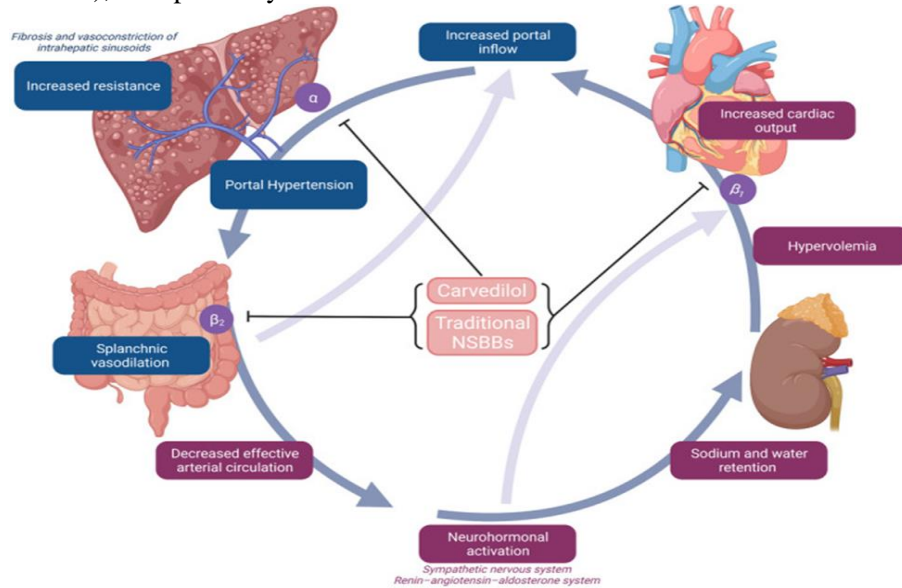 Fibrosis and vasoconstriction of
intrahepatic sinusoids
Increased resistance
α
Portal Hypertension
Increased portal
inflow
Increased cardiac
output
β₁
Hypervolemia
Carvedilol
Traditional
NSBBs
β₂
Splanchnic
vasodilation
Decreased effective
arterial circulation
Sodium and water
retention
Neurohormonal
activation
Sympathetic nervous system
Renin–angiotensin–aldosterone system